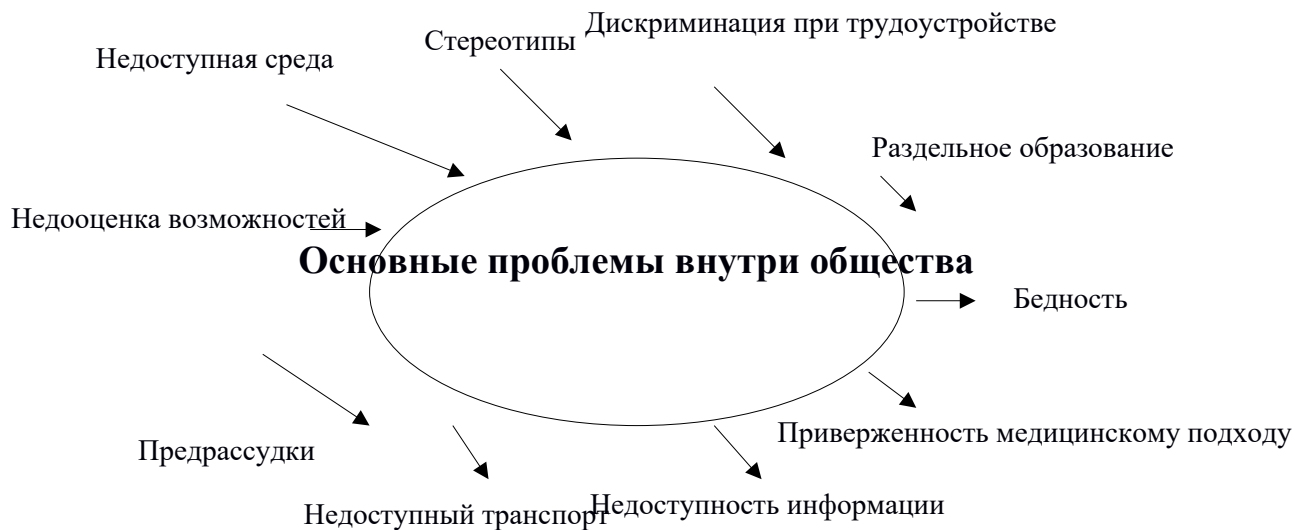 Дискриминация при трудоустройстве
Стереотипы
Недоступная среда
Раздельное образование
Недооценка возможностей
Основные проблемы внутри общества
Бедность
Приверженность медицинскому подходу
Предрассудки
Недоступность информации
Недоступный транспорт